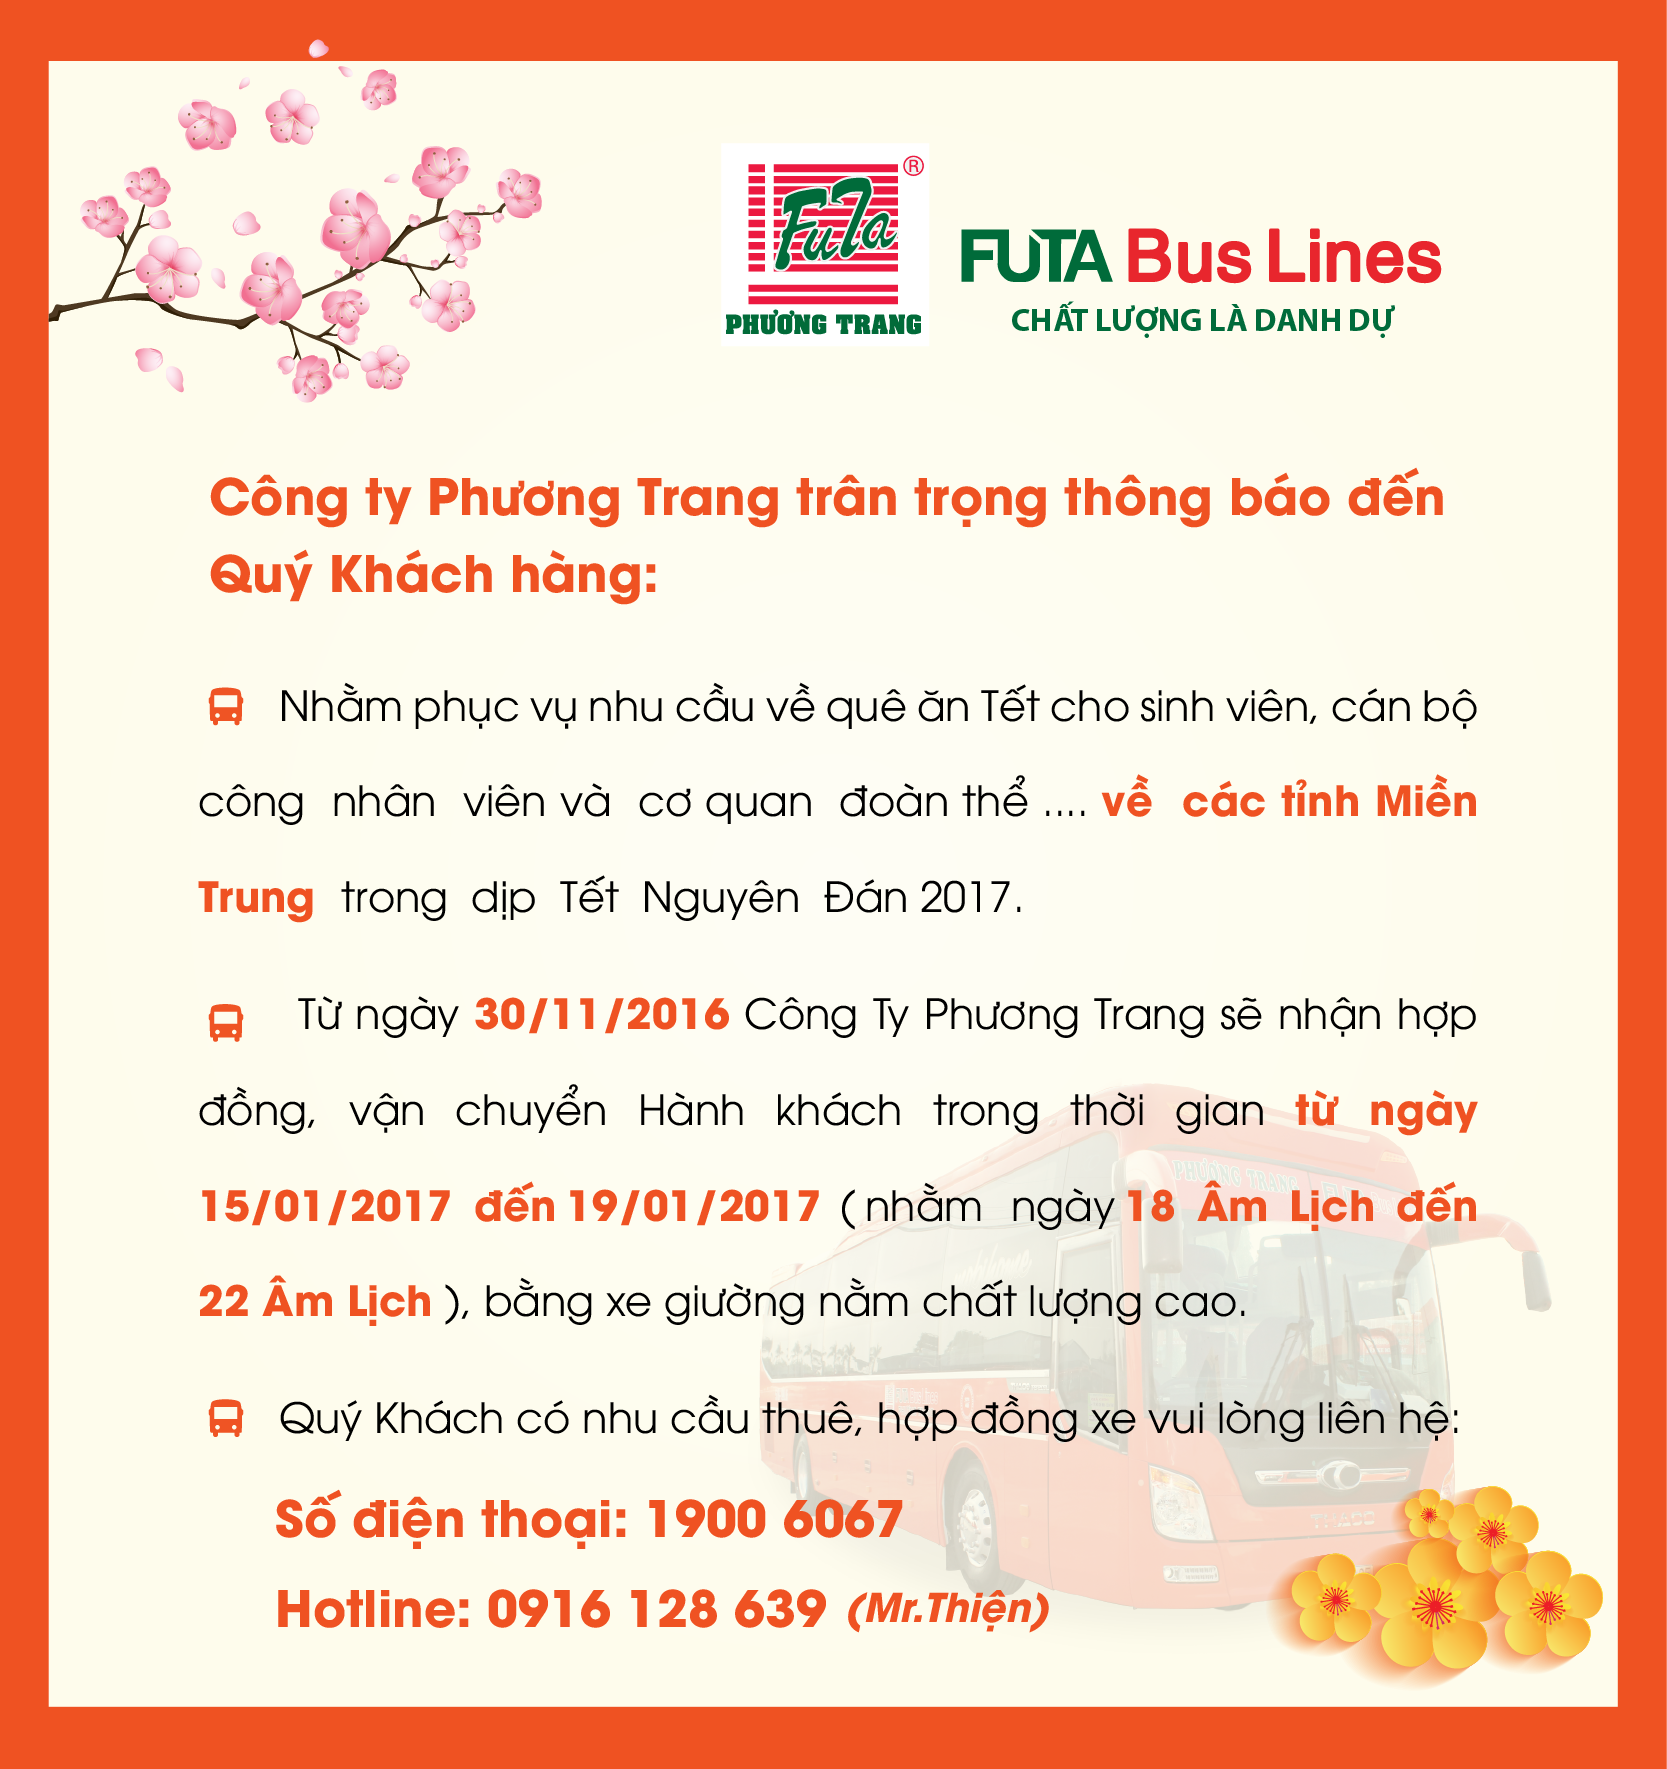 FuTa ®
PHƯƠNG TRANG
FUTA Bus Lines
CHẤT LƯỢNG LÀ DANH DỰ
Công ty Phương Trang trân trọng thông báo đến
Quý Khách hàng:
Nhằm phục vụ nhu cầu về quê ăn Tết cho sinh viên, cán bộ
công nhân viên và cơ quan đoàn thể .... về các tỉnh Miền
Trung trong dịp Tết Nguyên Đán 2017.
Từ ngày 30/11/2016 Công Ty Phương Trang sẽ nhận hợp
đồng, vận chuyển Hành khách trong thời gian từ ngày
15/01/2017 đến 19/01/2017 (nhằm ngày 18 Âm Lịch đến
22 Âm Lịch ), bằng xe giường nằm chất lượng cao.
Quý Khách có nhu cầu thuê, hợp đồng xe vui lòng liên hệ:
Số điện thoại: 1900 6067
Hotline: 0916 128 639 (Mr.Thiện)
PHƯƠNG TRANG
THACO